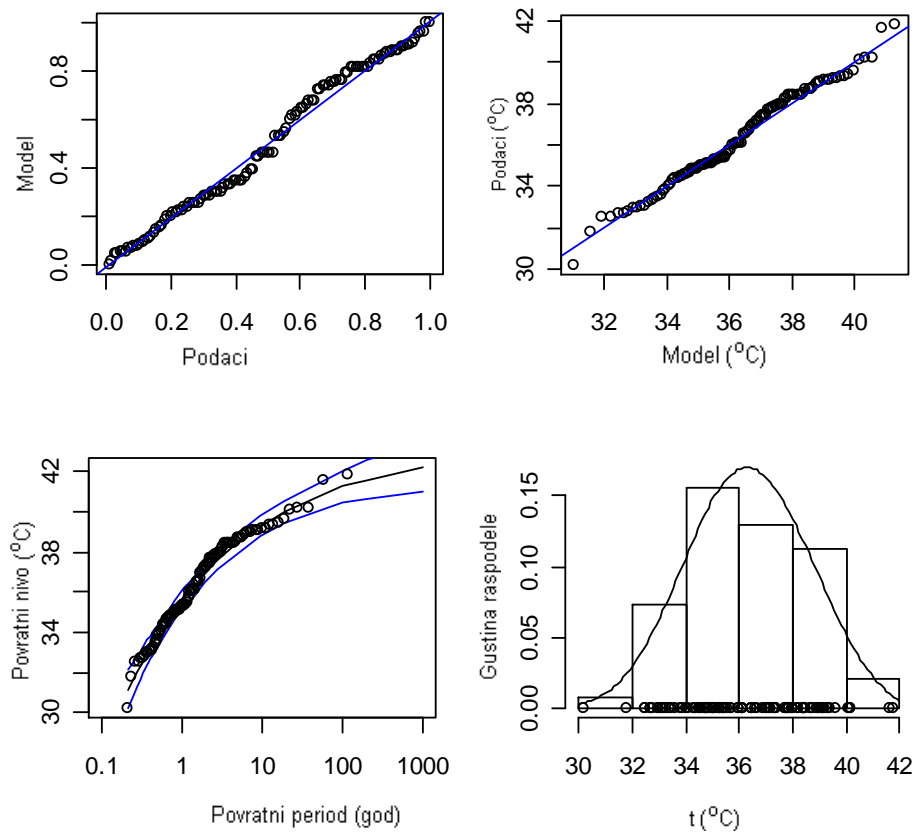 Model
0.0 0.4 0.8
0.0 0.2 0.4 0.6 0.8 1.0
Podaci
Podaci (°C)
30 34 38 42
32 34 36 38 40
Model (°C)
Povratni nivo (°C)
30 34 38 42
0.1 1 10 100 1000
Povratni period (god)
Gustina raspodele
0.00 0.05 0.10 0.15
30 32 34 36 38 40 42
t (°C)